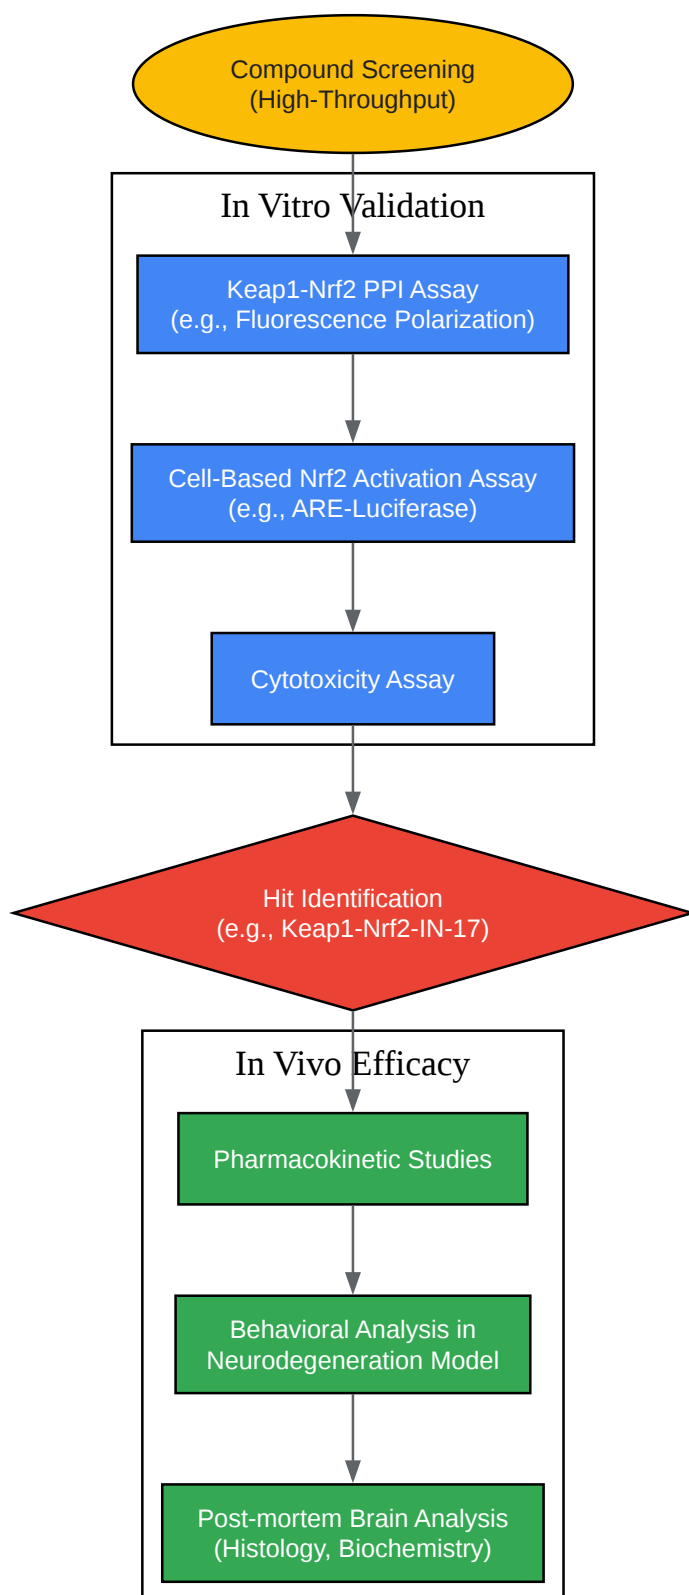 Compound Screening
(High-Throughput)
In Vitro Validation
Keap1-Nrf2 PPI Assay
(e.g., Fluorescence Polarization)
Cell-Based Nrf2 Activation Assay
(e.g., ARE-Luciferase)
Cytotoxicity Assay
Hit Identification
(e.g., Keap1-Nrf2-IN-17)
In Vivo Efficacy
Pharmacokinetic Studies
Behavioral Analysis in
Neurodegeneration Model
Post-mortem Brain Analysis
(Histology, Biochemistry)